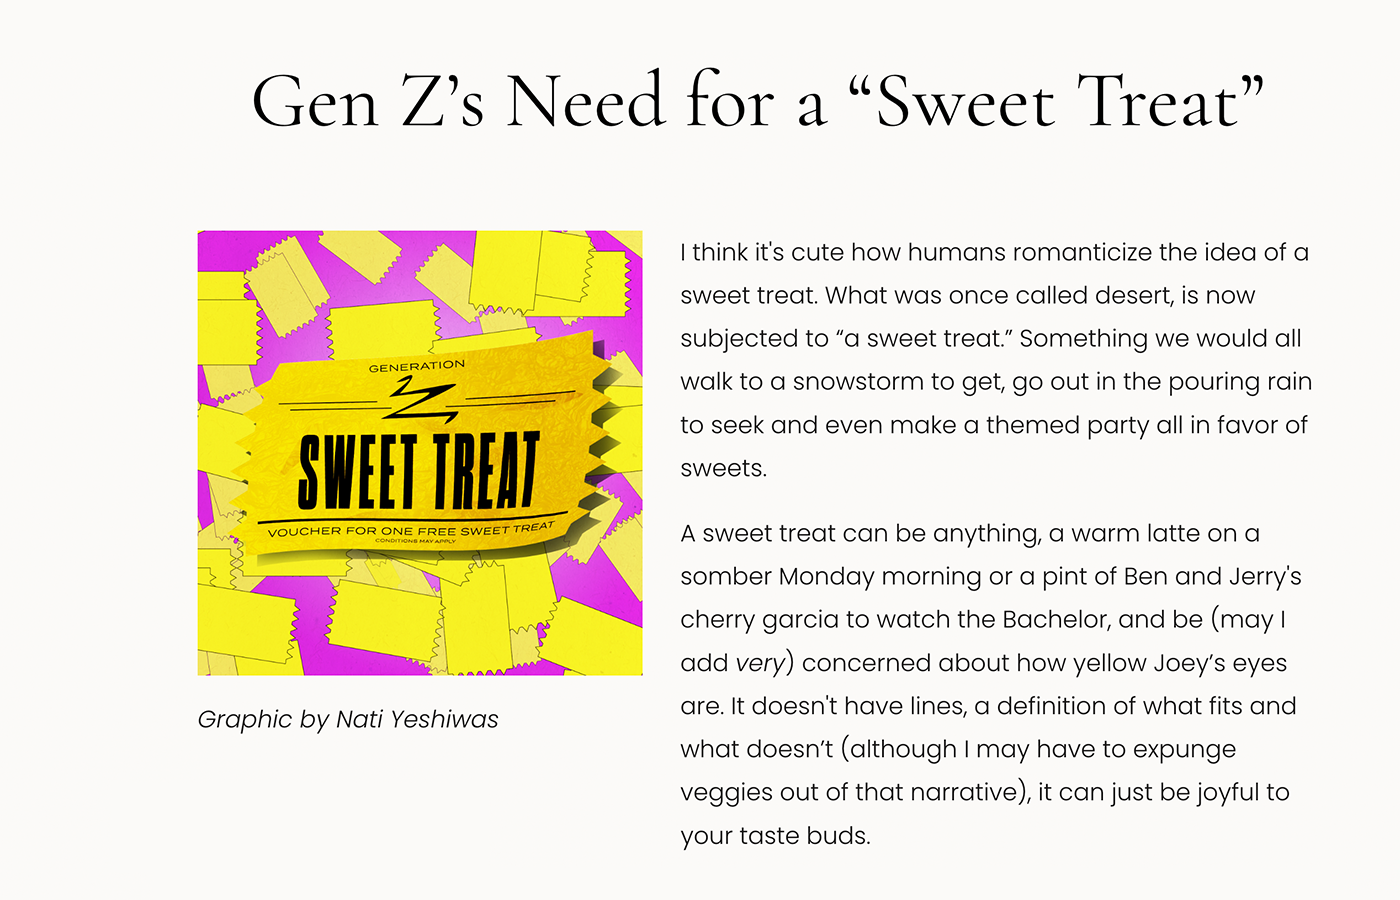 Gen Z’s Need for a “Sweet Treat”
GENERATION
Z
SWEET TREAT
VOUCHER FOR ONE FREE SWEET TREAT
CONDITIONS MAY APPLY
Graphic by Nati Yeshiwas
I think it's cute how humans romanticize the idea of a
sweet treat. What was once called desert, is now
subjected to “a sweet treat.” Something we would all
walk to a snowstorm to get, go out in the pouring rain
to seek and even make a themed party all in favor of
sweets.
A sweet treat can be anything, a warm latte on a
somber Monday morning or a pint of Ben and Jerry's
cherry garcia to watch the Bachelor, and be (may I
add very) concerned about how yellow Joey’s eyes
are. It doesn't have lines, a definition of what fits and
what doesn’t (although I may have to expunge
veggies out of that narrative), it can just be joyful to
your taste buds.